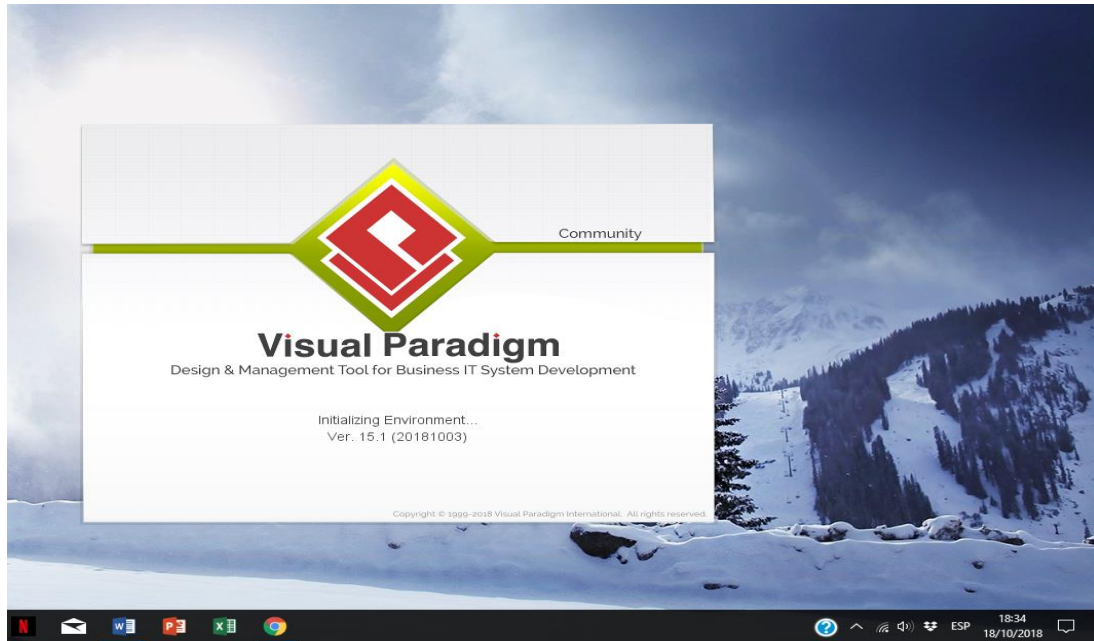 Community
Visual Paradigm
Design & Management Tool for Business IT System Development
Initializing Environment...
Ver. 15.1 (20181003)
Copyright © 1999-2018 Visual Paradigm International. All rights reserved.
N
W
P
X
?
ESP
18:34
18/10/2018